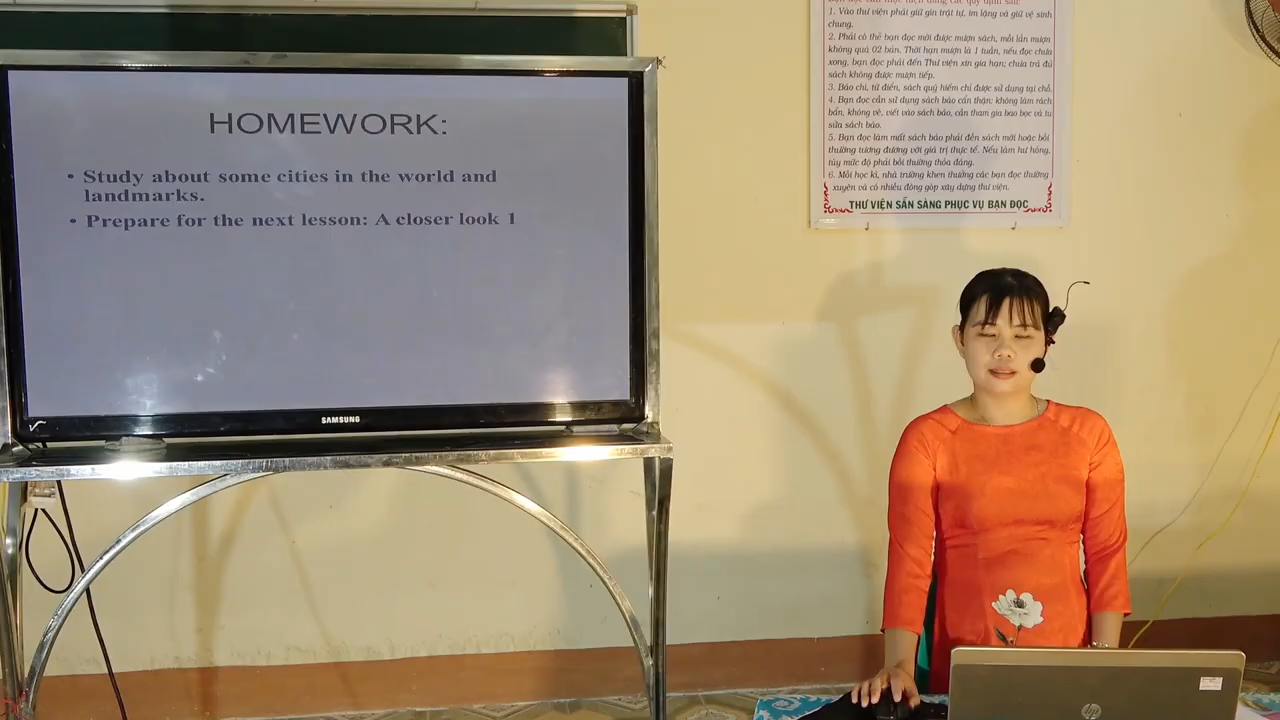 HOMEWORK:
• Study about some cities in the world and
landmarks.
• Prepare for the next lesson: A closer look 1
SAMSUNG
1. Vào thư viện phải giữ gìn trật tự, im lặng và giữ vệ sinh
chung.
2. Phải có thẻ bạn đọc mới được mượn sách, mỗi lần mượn
không quá 02 bản. Thời hạn mượn là 1 tuần, nếu đọc chưa
xong, bạn đọc phải đến Thư viện xin gia hạn; chưa trả đủ
sách không được mượn tiếp.
3. Báo chí, từ điển, sách quý hiếm chỉ được sử dụng tại chỗ.
4. Bạn đọc cần sử dụng sách báo cẩn thận: không làm rách
bẩn, không vẽ, viết vào sách báo, cần tham gia bao bọc và tu
sửa sách báo.
5. Bạn đọc làm mất sách báo phải đền sách mới hoặc bồi
thường tương đương với giá trị thực tế. Nếu làm hư hỏng,
tùy mức độ phải bồi thường thỏa đáng.
6. Mỗi học kì, nhà trường khen thưởng các bạn đọc thường
xuyên và có nhiều đóng góp xây dựng thư viện.
THƯ VIỆN SẴN SÀNG PHỤC VỤ BẠN ĐỌC
hp